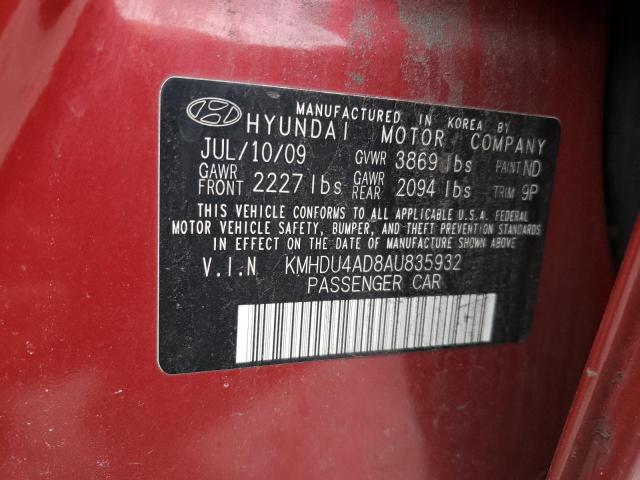 MANUFACTURED IN KOREA BY
HYUNDAI MOTOR COMPANY
JUL/10/09 GVWR 3869 lbs PAINT ND
GAWR FRONT 2227 lbs GAWR REAR 2094 lbs TRIM 9P
THIS VEHICLE CONFORMS TO ALL APPLICABLE U.S.A. FEDERAL
MOTOR VEHICLE SAFETY, BUMPER, AND THEFT PREVENTION STANDARDS
IN EFFECT ON THE DATE OF MANUFACTURE SHOWN ABOVE
V.I.N KMHDU4AD8AU835932
PASSENGER CAR